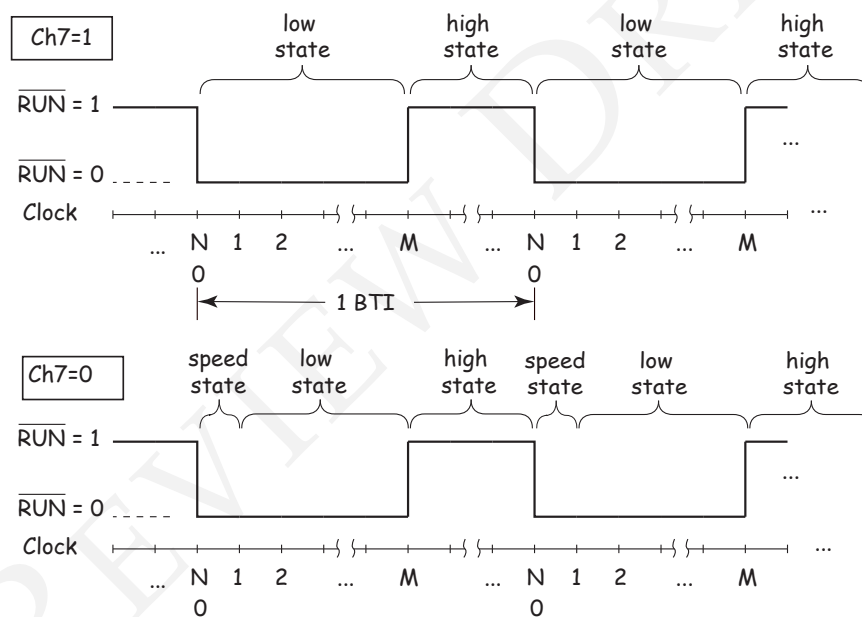 Ch7=1
low state
high state
low state
high state
RUN = 1
RUN = 0
...
Clock
...
... N 1 2 ... M ... N 1 2 ... M
0 0
1 BTI
Ch7=0
speed state
low state
high state
speed state
low state
high state
RUN = 1
RUN = 0
...
Clock
...
... N 1 2 ... M ... N 1 2 ... M
0 0